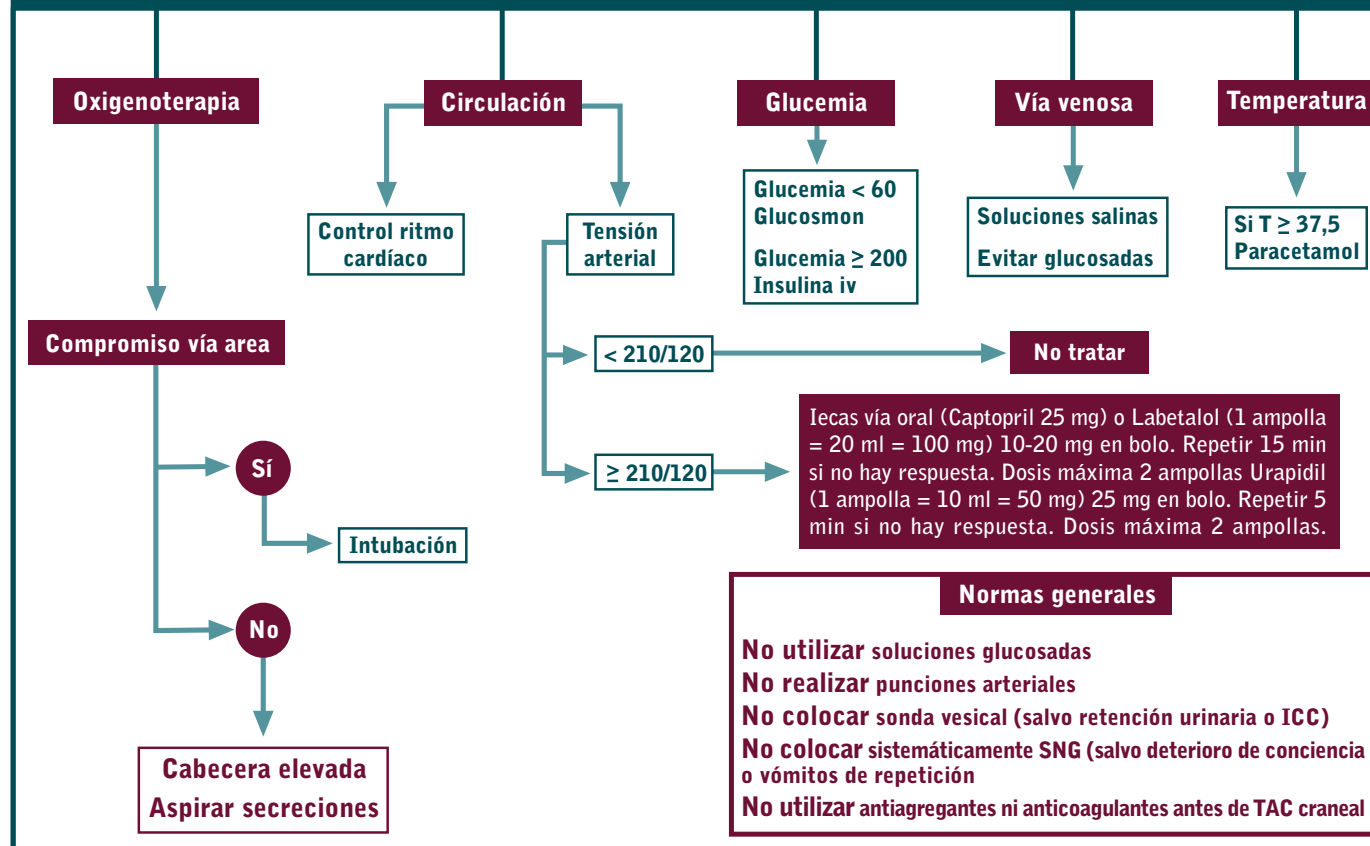 Oxigenoterapia
Circulación
Glucemia
Vía venosa
Temperatura
Control ritmo
cardíaco
Tensión
arterial
Glucemia < 60
Glucosmon
Glucemia ≥ 200
Insulina iv
Soluciones salinas
Evitar glucosadas
Si T ≥ 37,5
Paracetamol
Compromiso vía area
< 210/120
No tratar
Sí
Intubación
≥ 210/120
Iecas vía oral (Captopril 25 mg) o Labetalol (1 ampolla
= 20 ml = 100 mg) 10-20 mg en bolo. Repetir 15 min
si no hay respuesta. Dosis máxima 2 ampollas Urapidil
(1 ampolla = 10 ml = 50 mg) 25 mg en bolo. Repetir 5
min si no hay respuesta. Dosis máxima 2 ampollas.
No
Cabecera elevada
Aspirar secreciones
Normas generales
No utilizar soluciones glucosadas
No realizar punciones arteriales
No colocar sonda vesical (salvo retención urinaria o ICC)
No colocar sistemáticamente SNG (salvo deterioro de conciencia
o vómitos de repetición
No utilizar antiagregantes ni anticoagulantes antes de TAC craneal